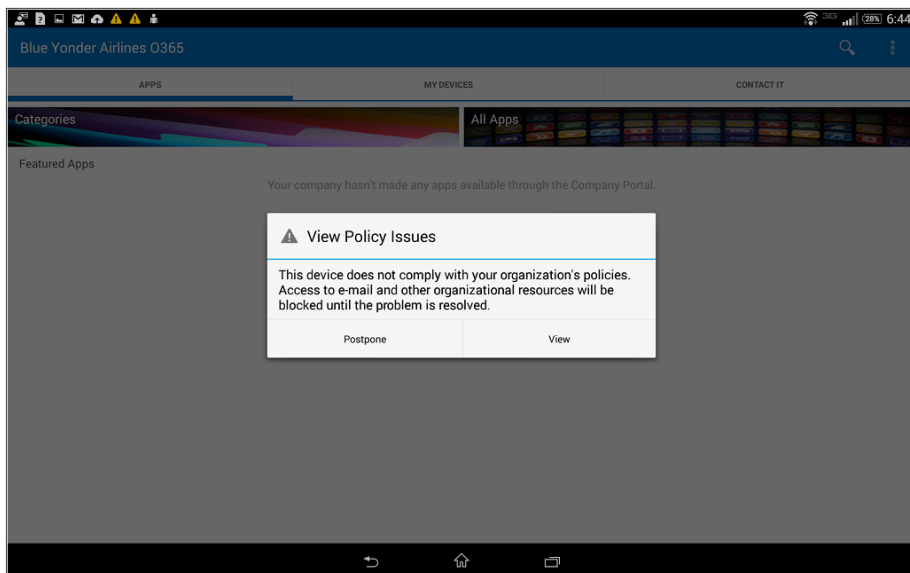 3G 28% 6:44
Blue Yonder Airlines O365
APPS MY DEVICES CONTACT IT
Categories All Apps
Featured Apps
Your company hasn't made any apps available through the Company Portal.
View Policy Issues
This device does not comply with your organization's policies.
Access to e-mail and other organizational resources will be
blocked until the problem is resolved.
Postpone View